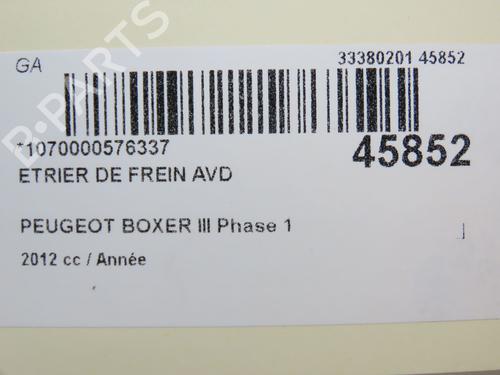 GA
33380201 45852
*1070000576337
45852
ETRIER DE FREIN AVD
PEUGEOT BOXER III Phase 1
2012 cc / Année
B-PARTS